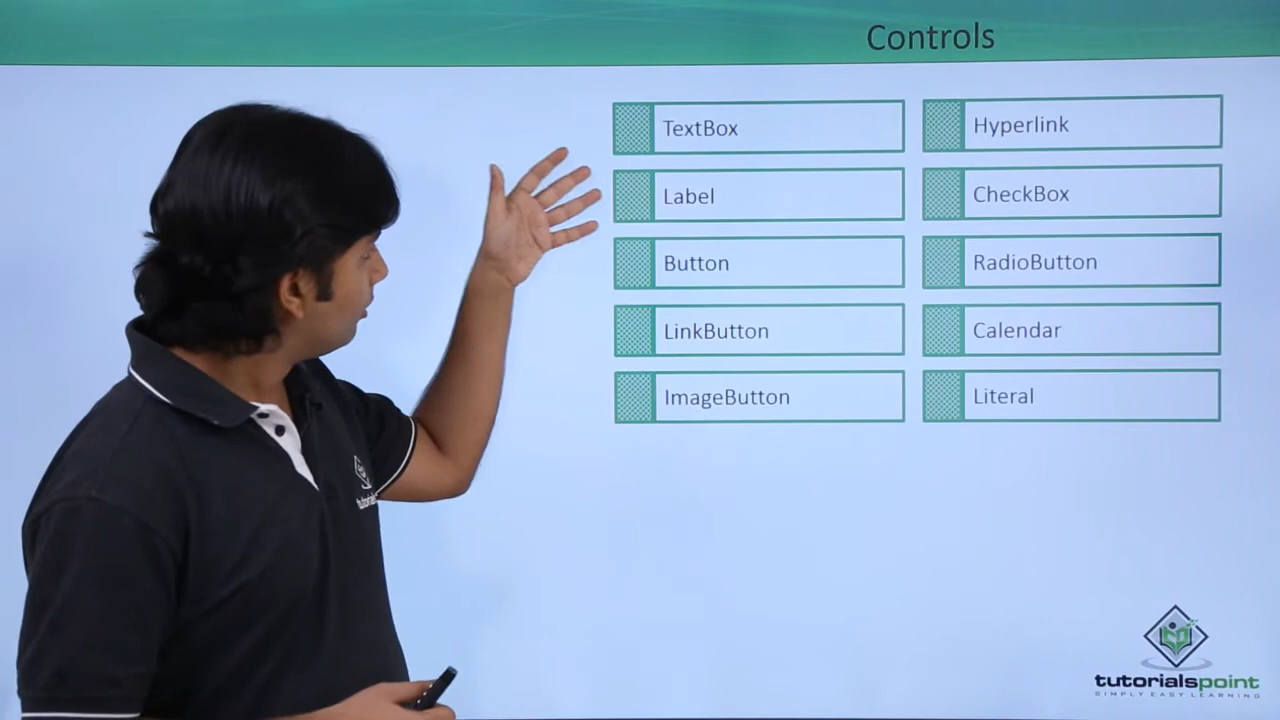 Controls
TextBox
Label
Button
LinkButton
ImageButton
Hyperlink
CheckBox
RadioButton
Calendar
Literal
tutorialspoint
SIMPLY EASY LEARNING